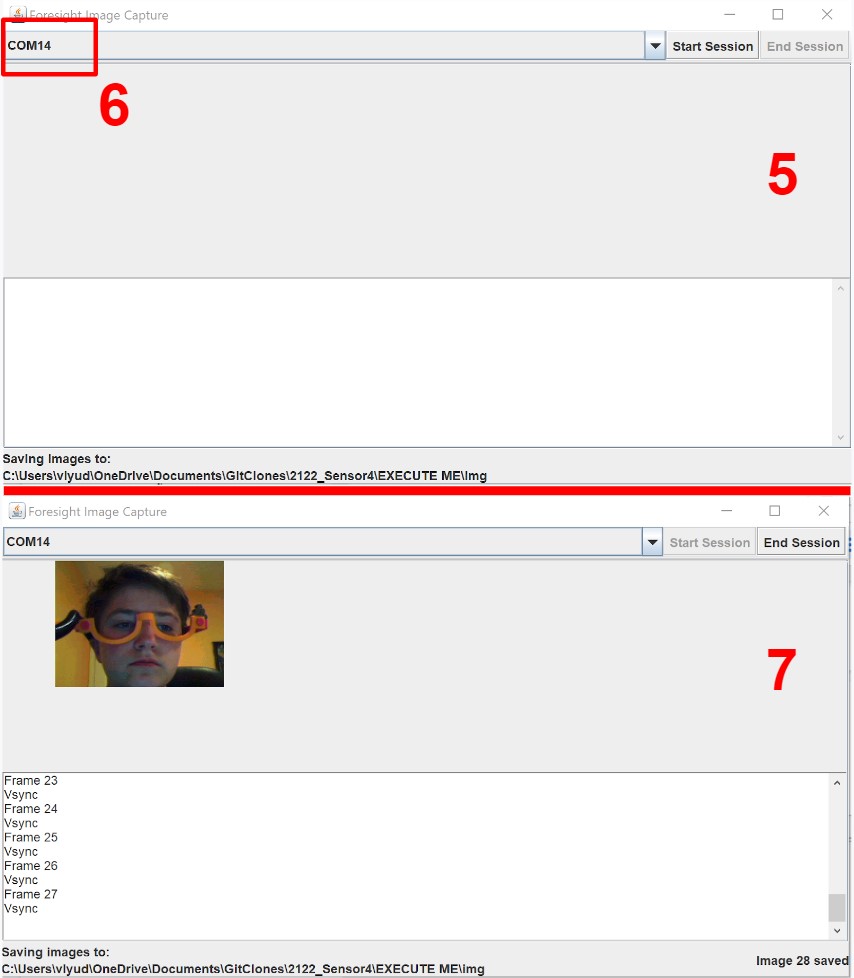 Foresight Image Capture
COM14
Start Session
End Session
6
5
Saving images to:
C:\Users\vlyud\OneDrive\Documents\GitClones\2122_Sensor4\EXECUTE ME\img
Foresight Image Capture
COM14
Start Session
End Session
7
Frame 23
Vsync
Frame 24
Vsync
Frame 25
Vsync
Frame 26
Vsync
Frame 27
Vsync
Saving images to:
C:\Users\vlyud\OneDrive\Documents\GitClones\2122_Sensor4\EXECUTE ME\img
Image 28 saved